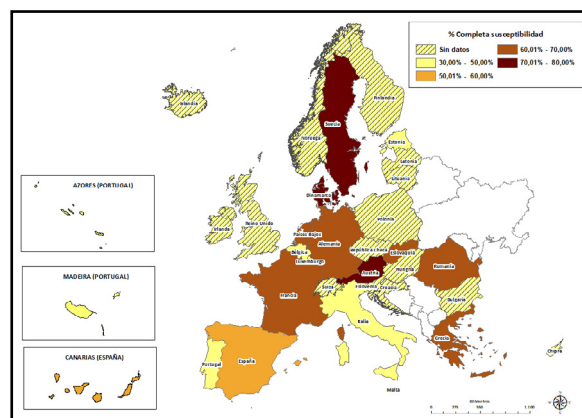 % Completa susceptibilidad
Sin datos
30,00% - 50,00%
50,01% - 60,00%
60,01% - 70,00%
70,01% - 80,00%
Islandia
Finlandia
Suecia
Noruega
Estonia
Letonia
Lituania
Dinamarca
Irlanda
Reino Unido
Países Bajos
Polonia
Alemania
Bélgica
Luxemburgo
República Checa
Eslovaquia
Austria
Hungría
Rumania
Francia
Suiza
Eslovenia
Croacia
Bulgaria
Italia
Portugal
España
Grecia
Malta
Chipre
AZORES (PORTUGAL)
MADEIRA (PORTUGAL)
CANARIAS (ESPAÑA)